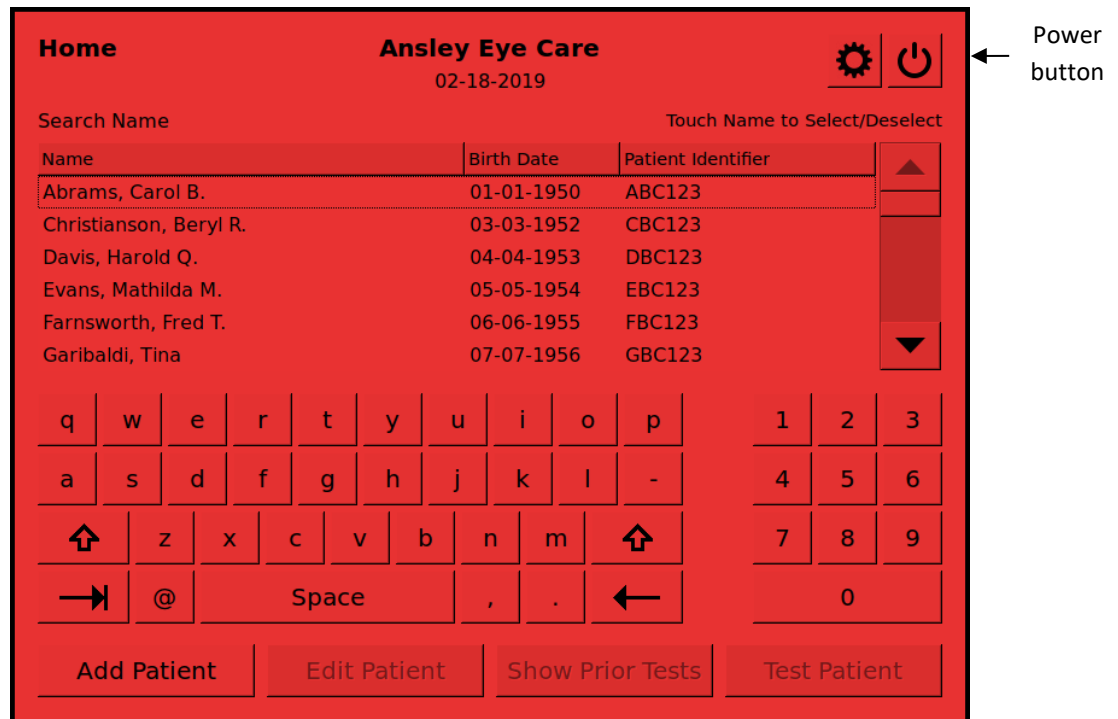 Home Ansley Eye Care
02-18-2019
Power
button
Search Name Touch Name to Select/Deselect
Name Birth Date Patient Identifier
Abrams, Carol B. 01-01-1950 ABC123
Christianson, Beryl R. 03-03-1952 CBC123
Davis, Harold Q. 04-04-1953 DBC123
Evans, Mathilda M. 05-05-1954 EBC123
Farnsworth, Fred T. 06-06-1955 FBC123
Garibaldi, Tina 07-07-1956 GBC123
q w e r t y u i o p 1 2 3
a s d f g h j k l - 4 5 6
z x c v b n m 7 8 9
@ Space , . 0
Add Patient Edit Patient Show Prior Tests Test Patient